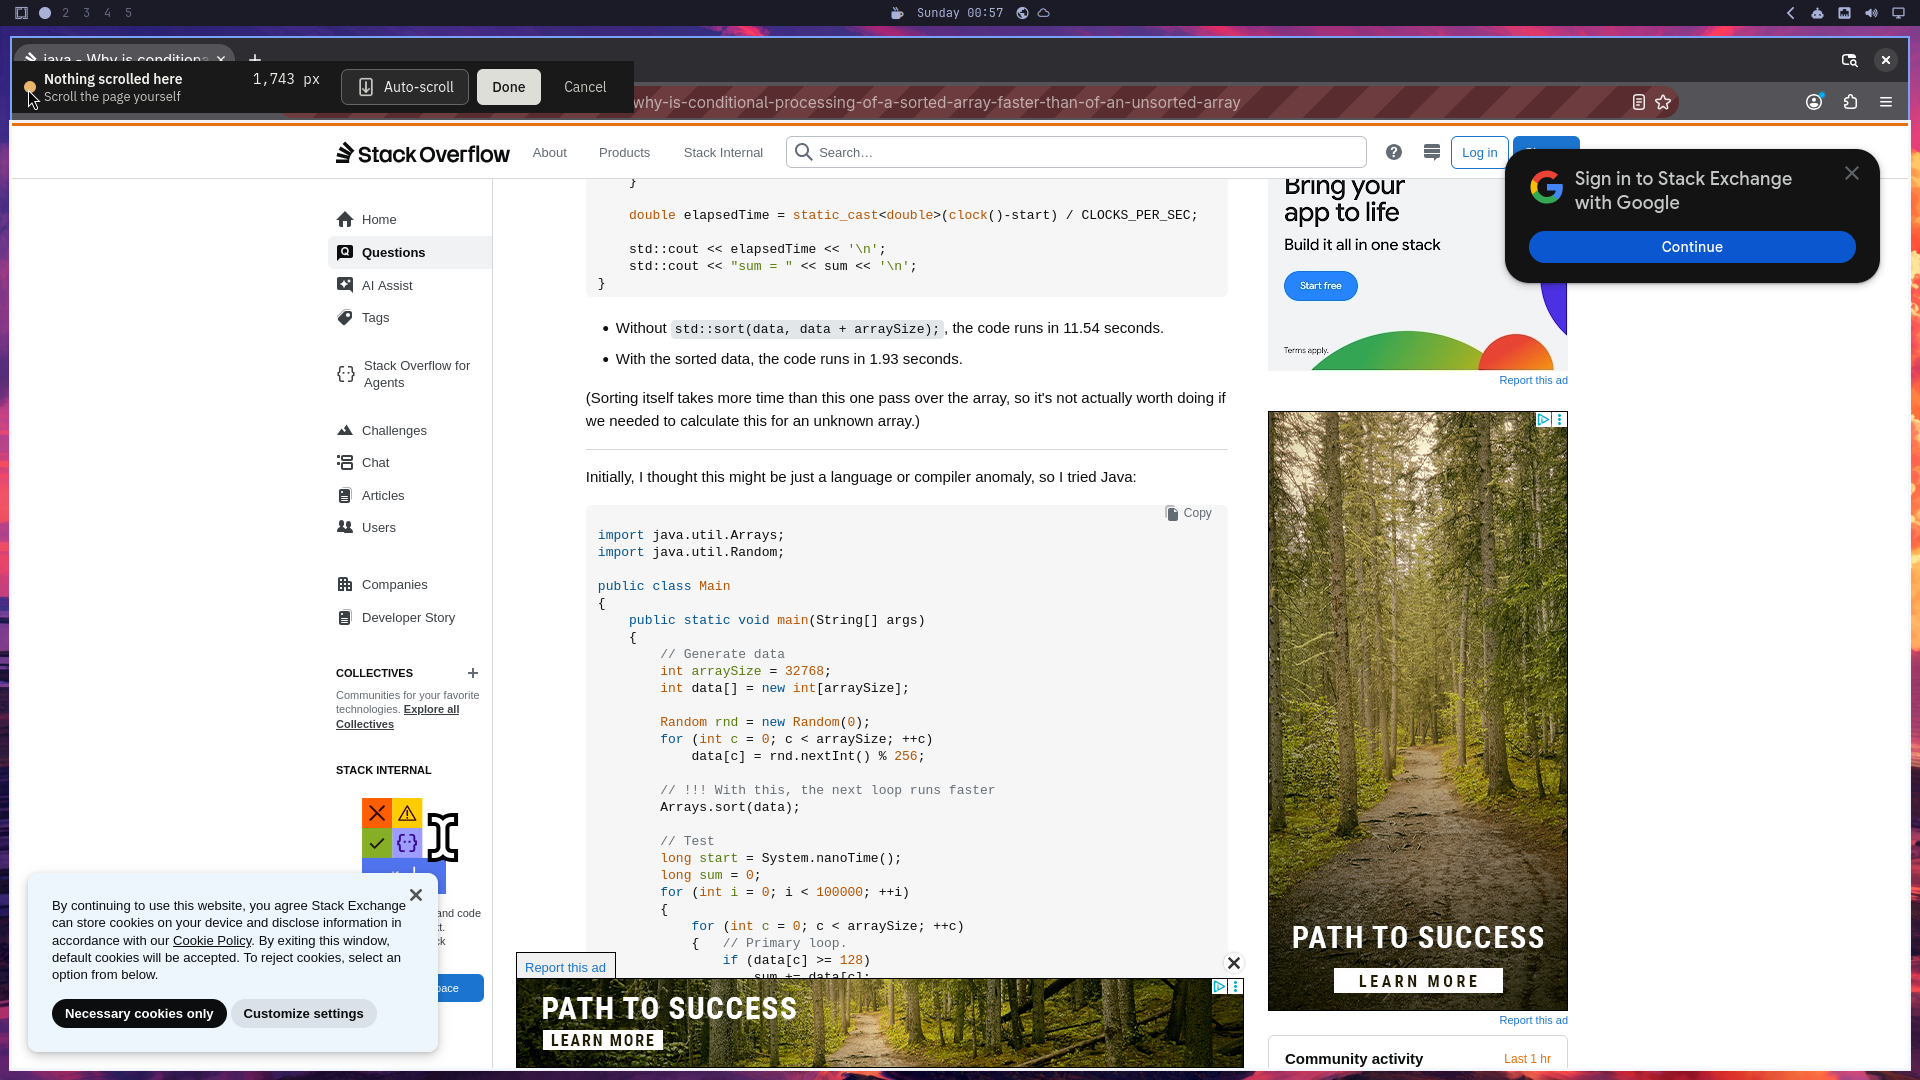 2 3 4 5
Sunday 00:57
java - Why is condition
Nothing scrolled here
Scroll the page yourself
1,743 px
Auto-scroll
Done
Cancel
why-is-conditional-processing-of-a-sorted-array-faster-than-of-an-unsorted-array
Stack Overflow
About
Products
Stack Internal
Search…
Log in
Sign in to Stack Exchange
with Google
Continue
Home
Questions
AI Assist
Tags
Stack Overflow for
Agents
Challenges
Chat
Articles
Users
Companies
Developer Story
COLLECTIVES
Communities for your favorite
technologies. Explore all
Collectives
STACK INTERNAL
and code
By continuing to use this website, you agree Stack Exchange
can store cookies on your device and disclose information in
accordance with our Cookie Policy. By exiting this window,
default cookies will be accepted. To reject cookies, select an
option from below.
Necessary cookies only
Customize settings
}
double elapsedTime = static_cast<double>(clock()-start) / CLOCKS_PER_SEC;
std::cout << elapsedTime << '\n';
std::cout << "sum = " << sum << '\n';
}
• Without std::sort(data, data + arraySize);, the code runs in 11.54 seconds.
• With the sorted data, the code runs in 1.93 seconds.
(Sorting itself takes more time than this one pass over the array, so it's not actually worth doing if
we needed to calculate this for an unknown array.)
Initially, I thought this might be just a language or compiler anomaly, so I tried Java:
Copy
import java.util.Arrays;
import java.util.Random;
public class Main
{
public static void main(String[] args)
{
// Generate data
int arraySize = 32768;
int data[] = new int[arraySize];
Random rnd = new Random(0);
for (int c = 0; c < arraySize; ++c)
data[c] = rnd.nextInt() % 256;
// !!! With this, the next loop runs faster
Arrays.sort(data);
// Test
long start = System.nanoTime();
long sum = 0;
for (int i = 0; i < 100000; ++i)
{
for (int c = 0; c < arraySize; ++c)
{ // Primary loop.
if (data[c] >= 128)
sum += data[c];
Report this ad
PATH TO SUCCESS
LEARN MORE
Bring your
app to life
Build it all in one stack
Start free
Terms apply.
Report this ad
PATH TO SUCCESS
LEARN MORE
Report this ad
Community activity
Last 1 hr